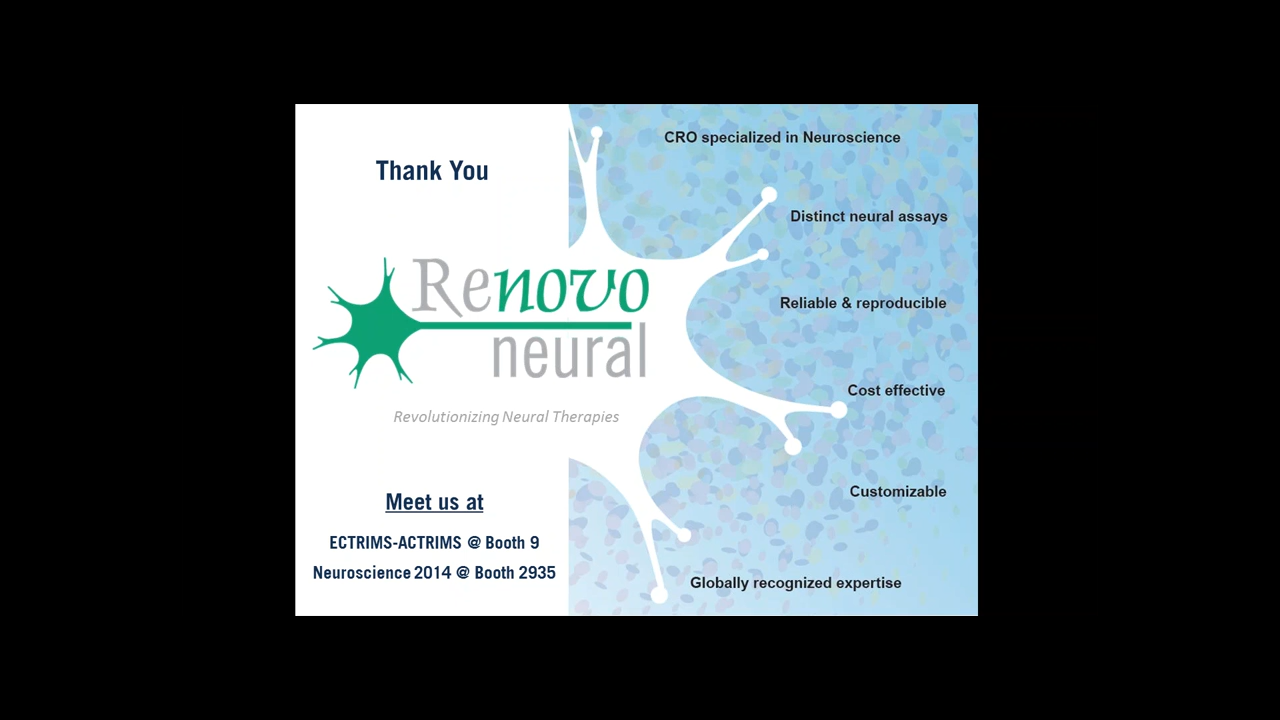 Thank You
Renovo
neural
Revolutionizing Neural Therapies
Meet us at
ECTRIMS-ACTRIMS @ Booth 9
Neuroscience 2014 @ Booth 2935
CRO specialized in Neuroscience
Distinct neural assays
Reliable & reproducible
Cost effective
Customizable
Globally recognized expertise